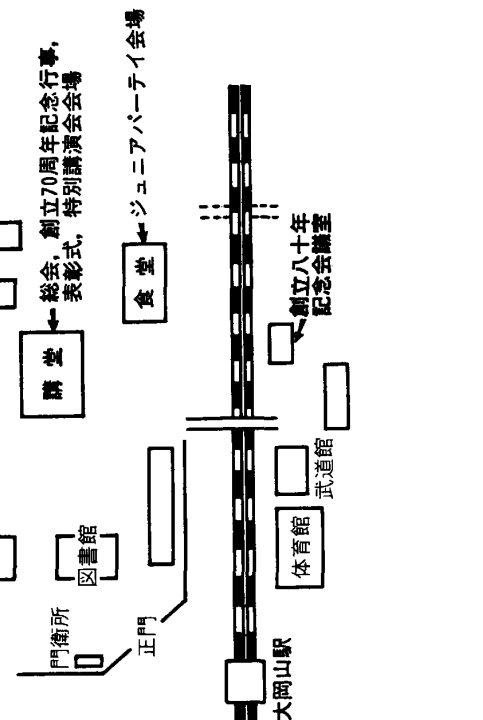 総会, 創立70周年記念行事,
表彰式, 特別講演会会場
ジュニアパーテイ会場
講堂
食堂
創立八十年
記念会議室
図書館
武道館
体育館
門衛所
正門
大岡山駅